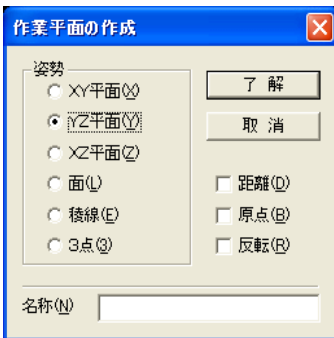 作業平面の作成
姿勢
XY平面(X)
YZ平面(Y)
XZ平面(Z)
面(L)
稜線(E)
3点(3)
了解
取消
距離(D)
原点(B)
反転(R)
名称(N)